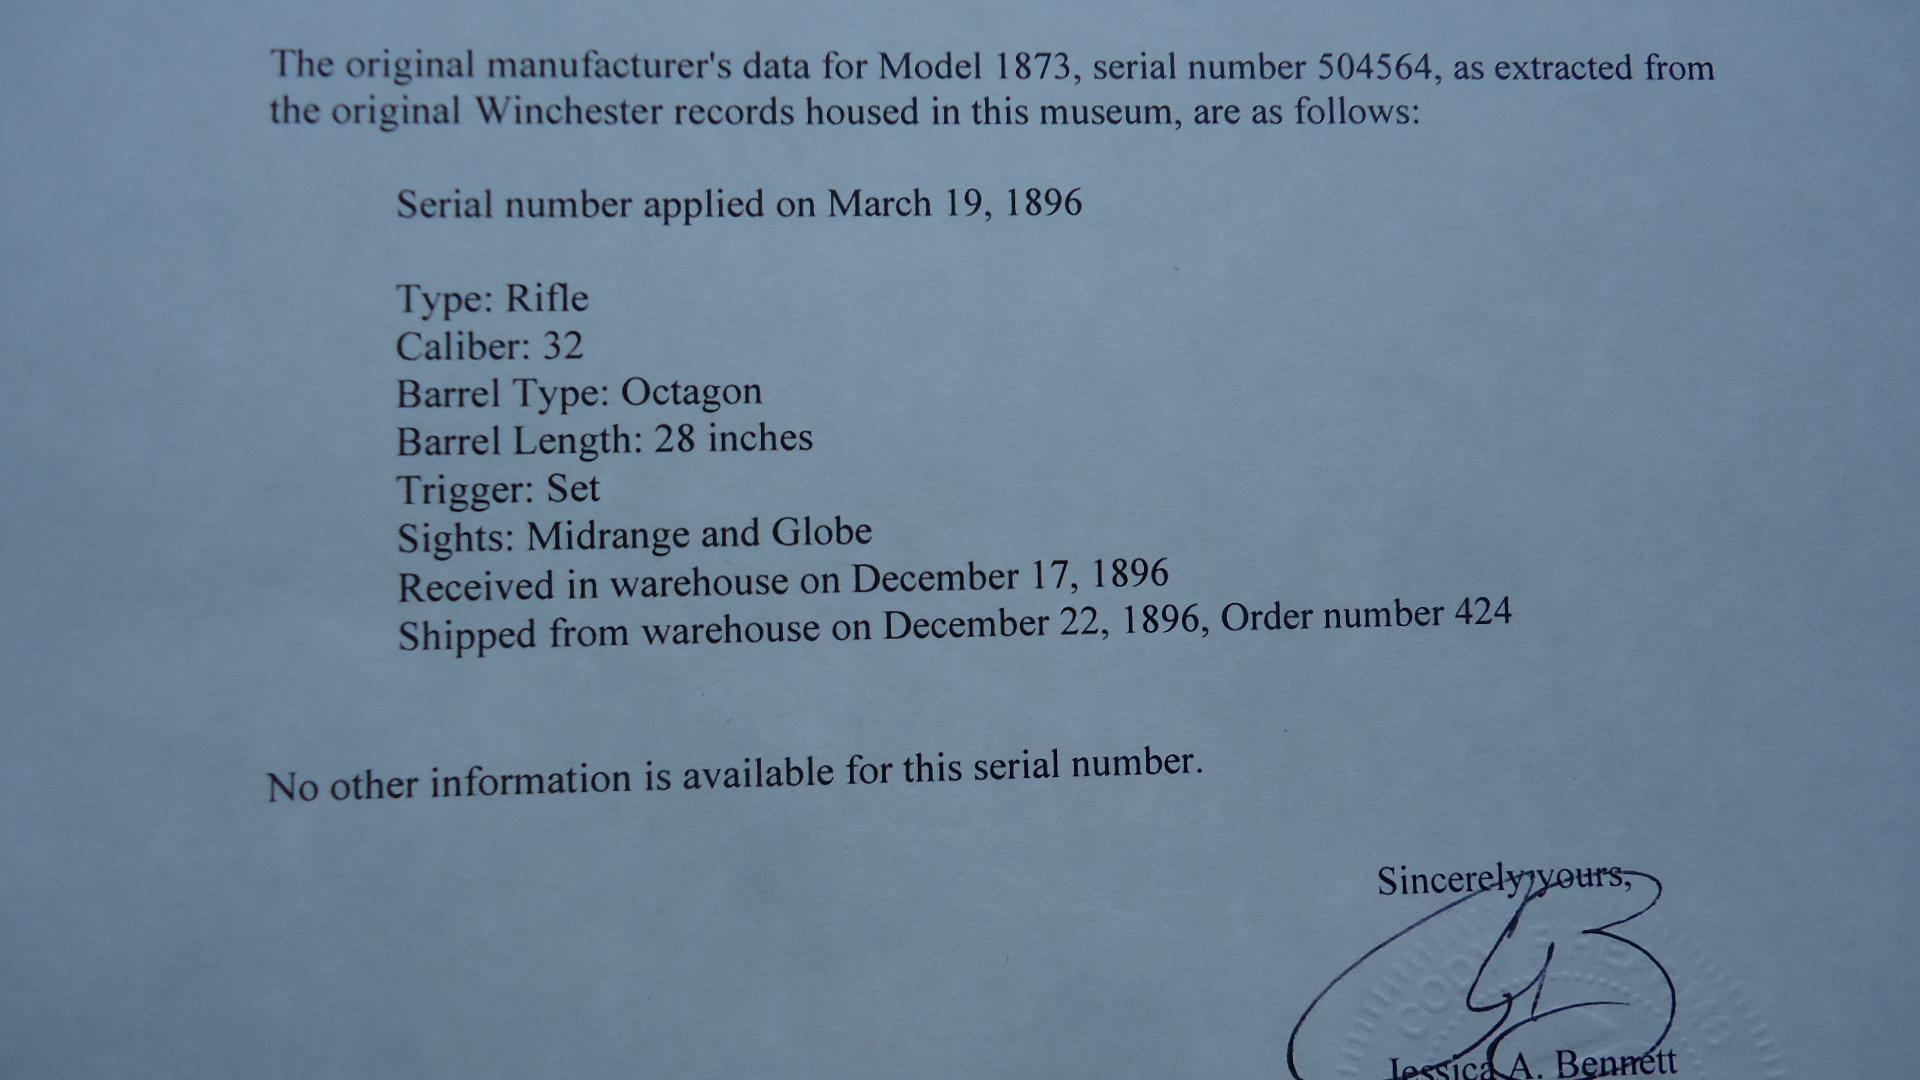 The original manufacturer's data for Model 1873, serial number 504564, as extracted from
the original Winchester records housed in this museum, are as follows:
Serial number applied on March 19, 1896
Type: Rifle
Caliber: 32
Barrel Type: Octagon
Barrel Length: 28 inches
Trigger: Set
Sights: Midrange and Globe
Received in warehouse on December 17, 1896
Shipped from warehouse on December 22, 1896, Order number 424
No other information is available for this serial number.
Sincerely yours,
Jessica A. Bennett